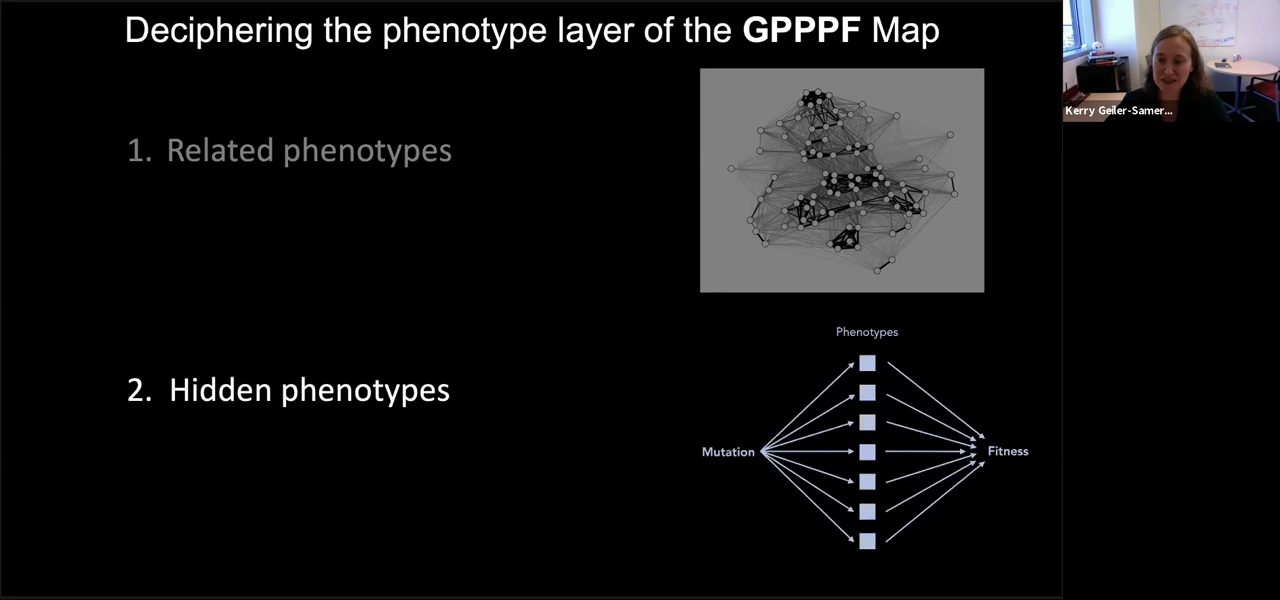 Deciphering the phenotype layer of the GPPPF Map
Kerry Geiler-Samer...
1. Related phenotypes
Phenotypes
2. Hidden phenotypes
Mutation
Fitness